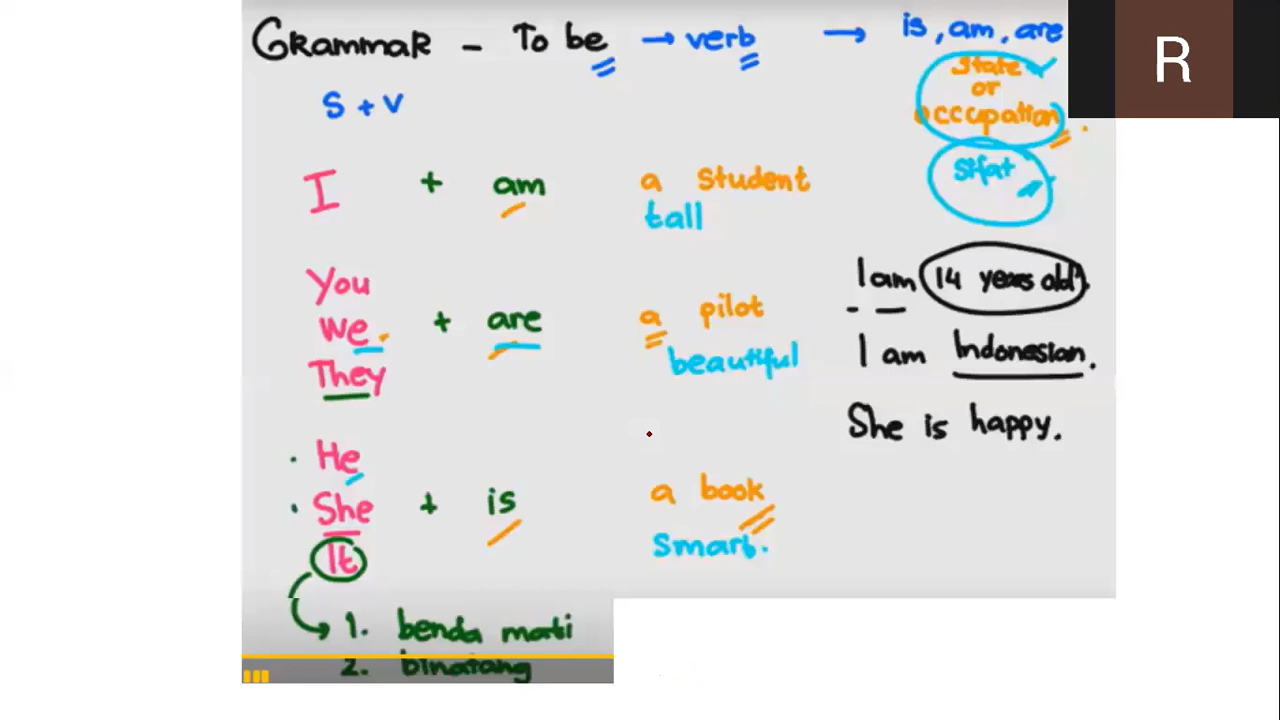 GRAMMAR - To be → verb → is, am, are
state
or
occupation
sifat
R
S + V
I + am a student
tall
You
We + are a pilot
They beautiful
He
She + is a book
It smart.
1. benda mati
2. binatang
I am 14 years old.
I am Indonesian.
She is happy.